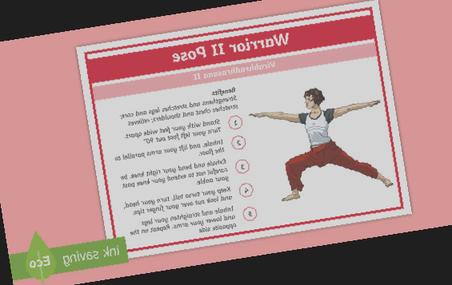 Warrior II Pose
Virabhadrasana II
Benefits
Strengthens and stretches legs and core;
stretches chest and shoulders; relieves
1 Stand with your feet wide apart.
Turn your left foot out 90°.
2 Inhale, and lift your arms parallel to
the floor.
3 Exhale and bend your right knee, be
careful not to extend your knee past
your ankle.
4 Keep your torso tall, turn your head,
and look out over your finger tips.
5 Inhale and straighten your legs
and lower your arms. Repeat on the
opposite side
ink saving
Eco